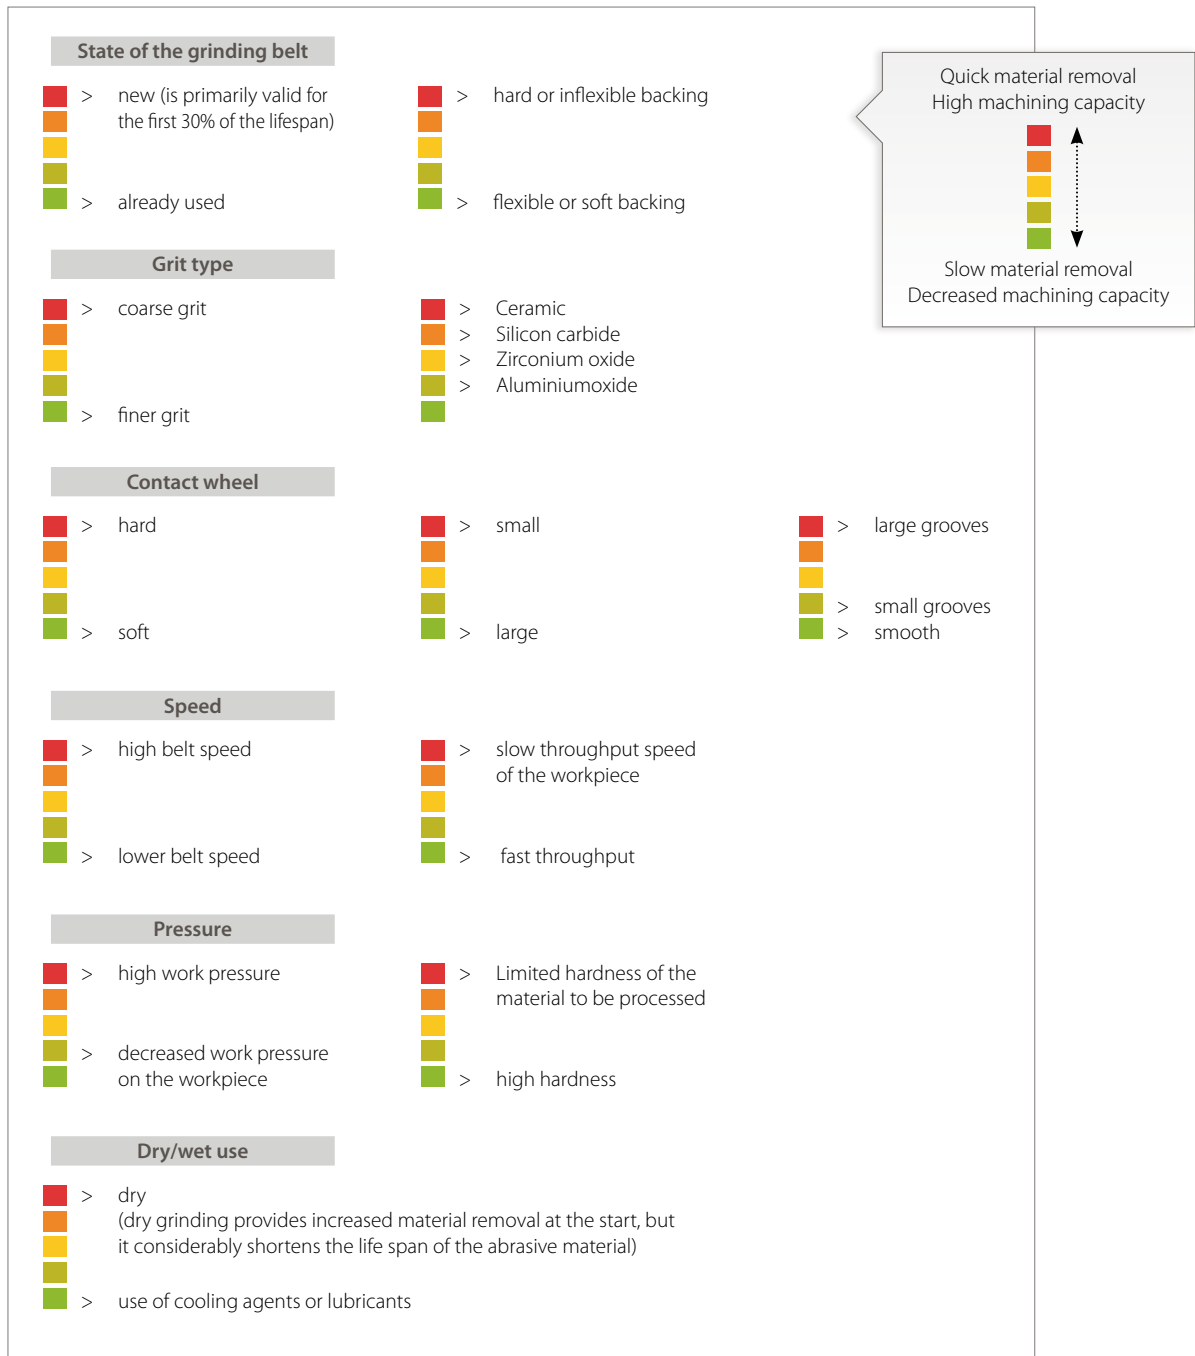 State of the grinding belt
> new (is primarily valid for
the first 30% of the lifespan)
> already used
> hard or inflexible backing
> flexible or soft backing
Quick material removal
High machining capacity
Slow material removal
Decreased machining capacity
Grit type
> coarse grit
> finer grit
> Ceramic
> Silicon carbide
> Zirconium oxide
> Aluminiumoxide
Contact wheel
> hard
> soft
> small
> large
> large grooves
> small grooves
> smooth
Speed
> high belt speed
> lower belt speed
> slow throughput speed
of the workpiece
> fast throughput
Pressure
> high work pressure
> decreased work pressure
on the workpiece
> Limited hardness of the
material to be processed
> high hardness
Dry/wet use
> dry
(dry grinding provides increased material removal at the start, but
it considerably shortens the life span of the abrasive material)
> use of cooling agents or lubricants